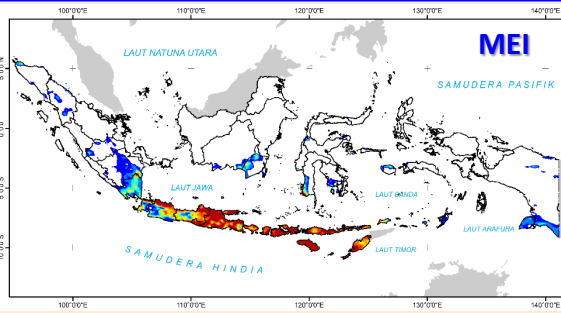 100°0'0"E 110°0'0"E 120°0'0"E 130°0'0"E 140°0'0"E
MEI
LAUT NATUNA UTARA
SAMUDERA PASIFIK
LAUT JAWA
LAUT BANDA
LAUT ARAFURA
LAUT TIMOR
SAMUDERA HINDIA
100°0'0"E 110°0'0"E 120°0'0"E 130°0'0"E 140°0'0"E